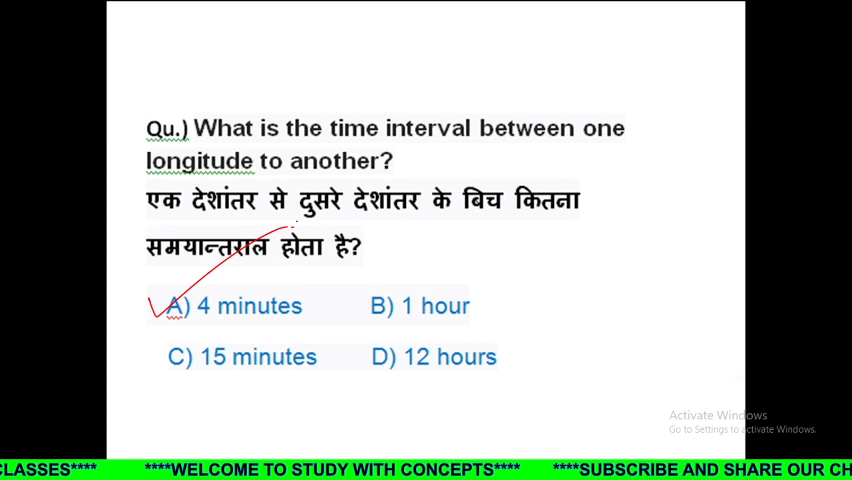 Qu.) What is the time interval between one
longitude to another?
एक देशांतर से दुसरे देशांतर के बिच कितना
समयान्तराल होता है?
A) 4 minutes B) 1 hour
C) 15 minutes D) 12 hours
Activate Windows
Go to Settings to activate Windows.
CLASSES**** ****WELCOME TO STUDY WITH CONCEPTS**** ****SUBSCRIBE AND SHARE OUR CH